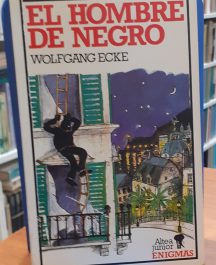 EL HOMBRE
DE NEGRO
WOLFGANG ECKE
Altea
Junior
ENIGMAS